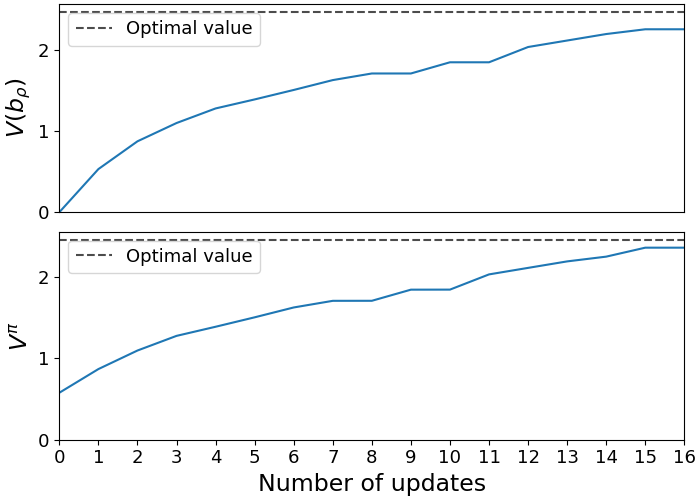 Optimal value
2
1
0
V(b_ρ)
Optimal value
2
1
0
V^π
0 1 2 3 4 5 6 7 8 9 10 11 12 13 14 15 16
Number of updates